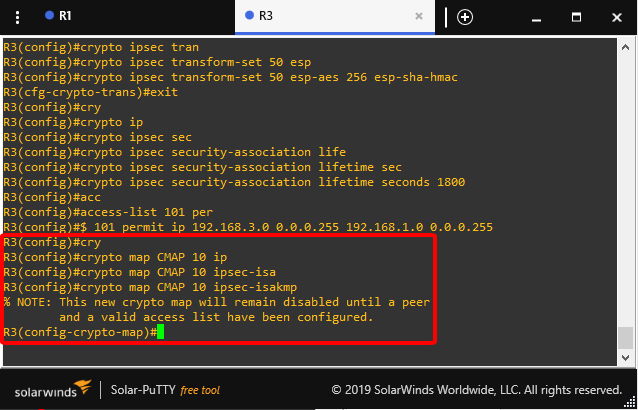 R1
R3
R3(config)#crypto ipsec tran
R3(config)#crypto ipsec transform-set 50 esp
R3(config)#crypto ipsec transform-set 50 esp-aes 256 esp-sha-hmac
R3(cfg-crypto-trans)#exit
R3(config)#cry
R3(config)#crypto ip
R3(config)#crypto ipsec sec
R3(config)#crypto ipsec security-association life
R3(config)#crypto ipsec security-association lifetime sec
R3(config)#crypto ipsec security-association lifetime seconds 1800
R3(config)#acc
R3(config)#access-list 101 per
R3(config)#$ 101 permit ip 192.168.3.0 0.0.0.255 192.168.1.0 0.0.0.255
R3(config)#cry
R3(config)#crypto map CMAP 10 ip
R3(config)#crypto map CMAP 10 ipsec-isa
R3(config)#crypto map CMAP 10 ipsec-isakmp
% NOTE: This new crypto map will remain disabled until a peer
and a valid access list have been configured.
R3(config-crypto-map)#
solarwinds
Solar-PuTTY free tool
© 2019 SolarWinds Worldwide, LLC. All rights reserved.